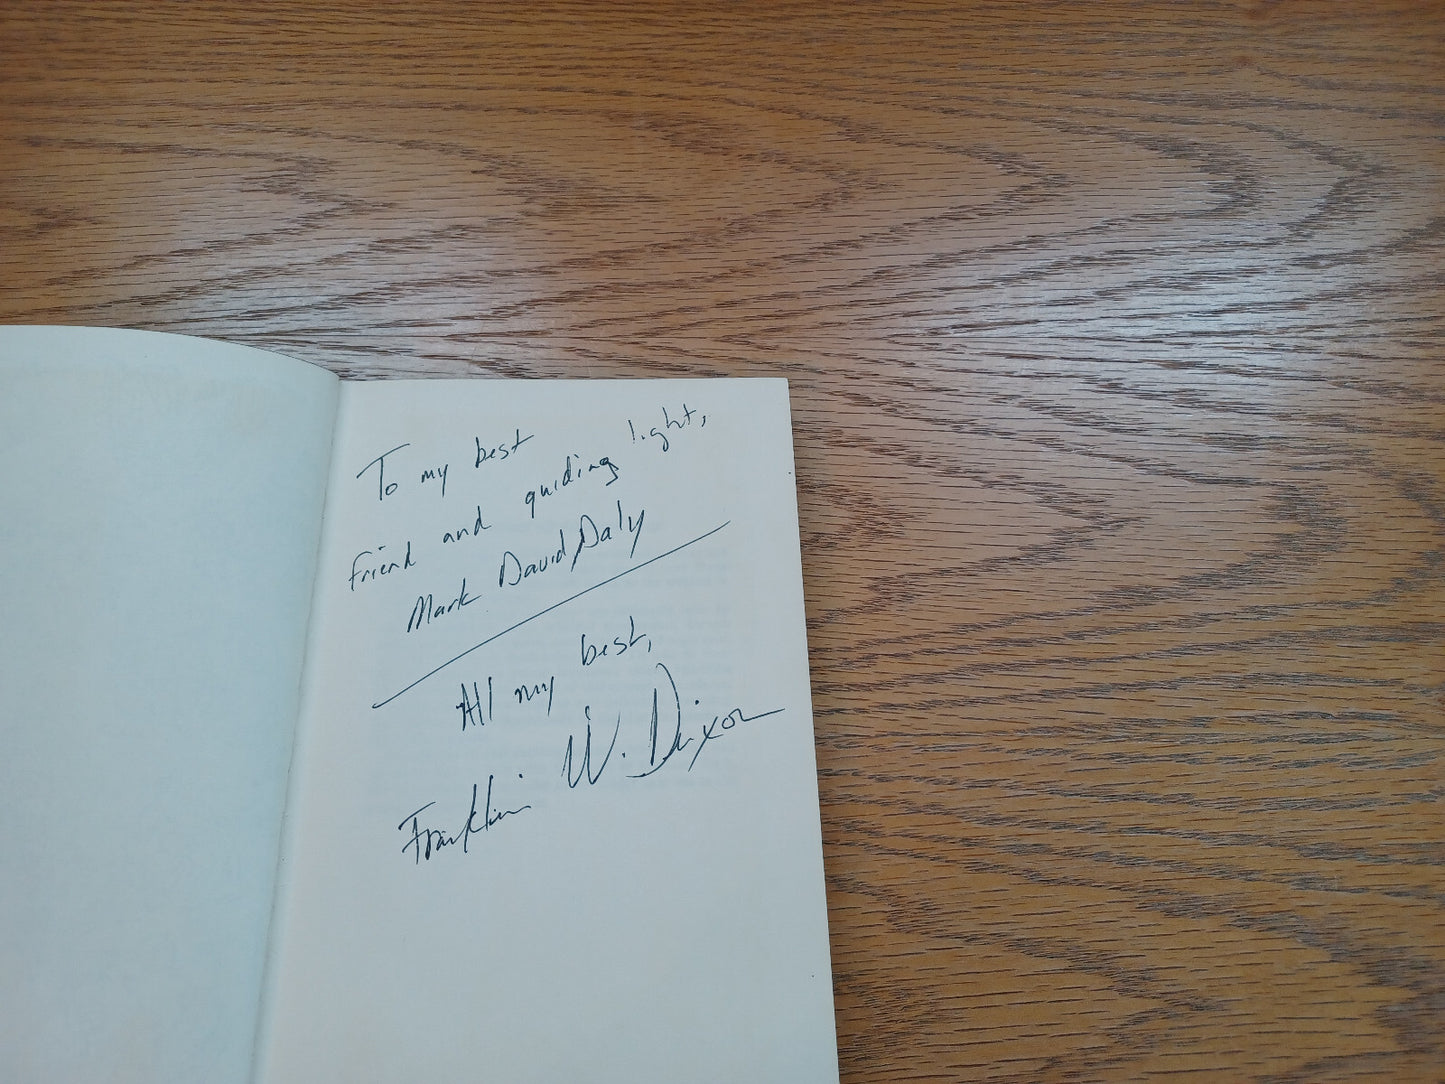 To my best
friend and guiding light,
Mark David Daly
All my best,
Franklin W. Dixon